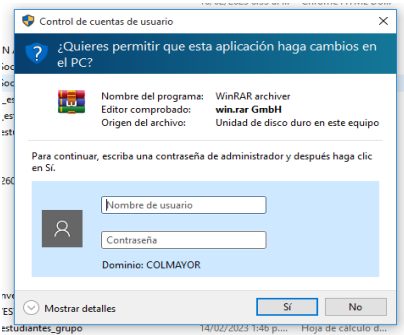 Control de cuentas de usuario
¿Quieres permitir que esta aplicación haga cambios en
el PC?
Nombre del programa: WinRAR archiver
Editor comprobado: win.rar GmbH
Origen del archivo: Unidad de disco duro en este equipo
Para continuar, escriba una contraseña de administrador y después haga clic
en Sí.
Nombre de usuario
Contraseña
Dominio: COLMAYOR
Mostrar detalles
Sí No
estudiantes_grupo 14/02/2023 1:46 p.... Hoja de cálculo d...